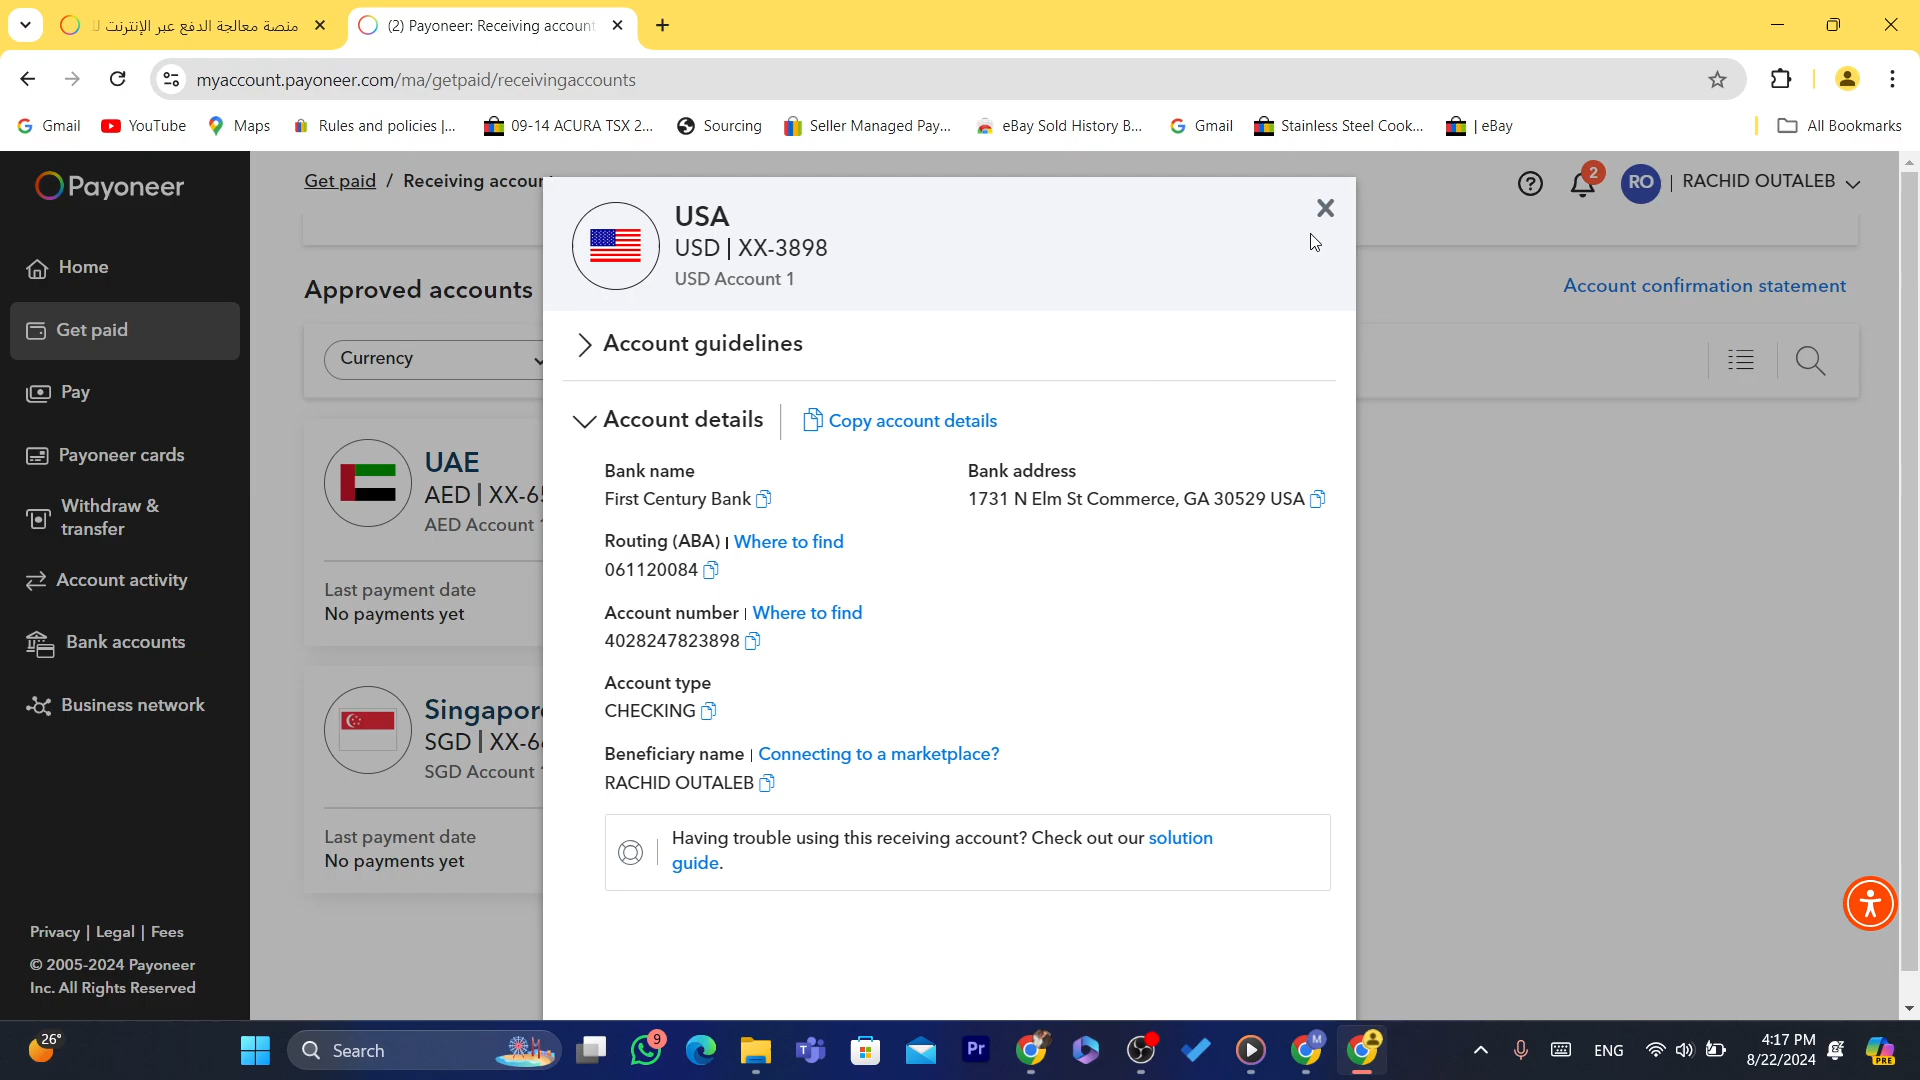 منصة معالجة الدفع عبر الإنترنت لـ
(2) Payoneer: Receiving account
myaccount.payoneer.com/ma/getpaid/receivingaccounts
Gmail
YouTube
Maps
Rules and policies |...
09-14 ACURA TSX 2...
Sourcing
Seller Managed Pay...
eBay Sold History B...
Gmail
Stainless Steel Cook...
| eBay
All Bookmarks
Payoneer
Home
Get paid
Pay
Payoneer cards
Withdraw &
transfer
Account activity
Bank accounts
Business network
Privacy | Legal | Fees
© 2005-2024 Payoneer
Inc. All Rights Reserved
Get paid / Receiving accoun
2
RO | RACHID OUTALEB
Approved accounts
Account confirmation statement
Currency
UAE
AED | XX-65
AED Account 1
Last payment date
No payments yet
Singapor
SGD | XX-6
SGD Account 1
Last payment date
No payments yet
USA
USD | XX-3898
USD Account 1
Account guidelines
Account details
Copy account details
Bank name
First Century Bank
Bank address
1731 N Elm St Commerce, GA 30529 USA
Routing (ABA) | Where to find
061120084
Account number | Where to find
4028247823898
Account type
CHECKING
Beneficiary name | Connecting to a marketplace?
RACHID OUTALEB
Having trouble using this receiving account? Check out our solution
guide.
26°
Search
9
Pr
M
ENG
4:17 PM
8/22/2024
PRE